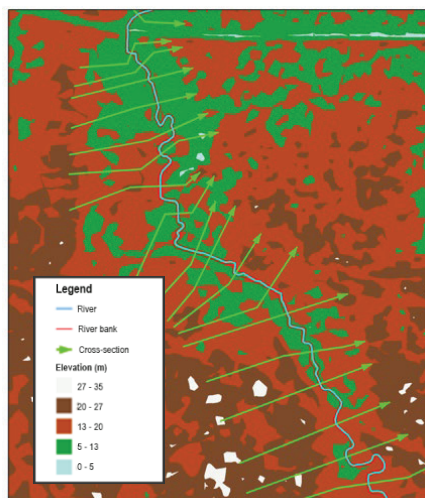 Legend
River
River bank
Cross-section
Elevation (m)
27 - 35
20 - 27
13 - 20
5 - 13
0 - 5